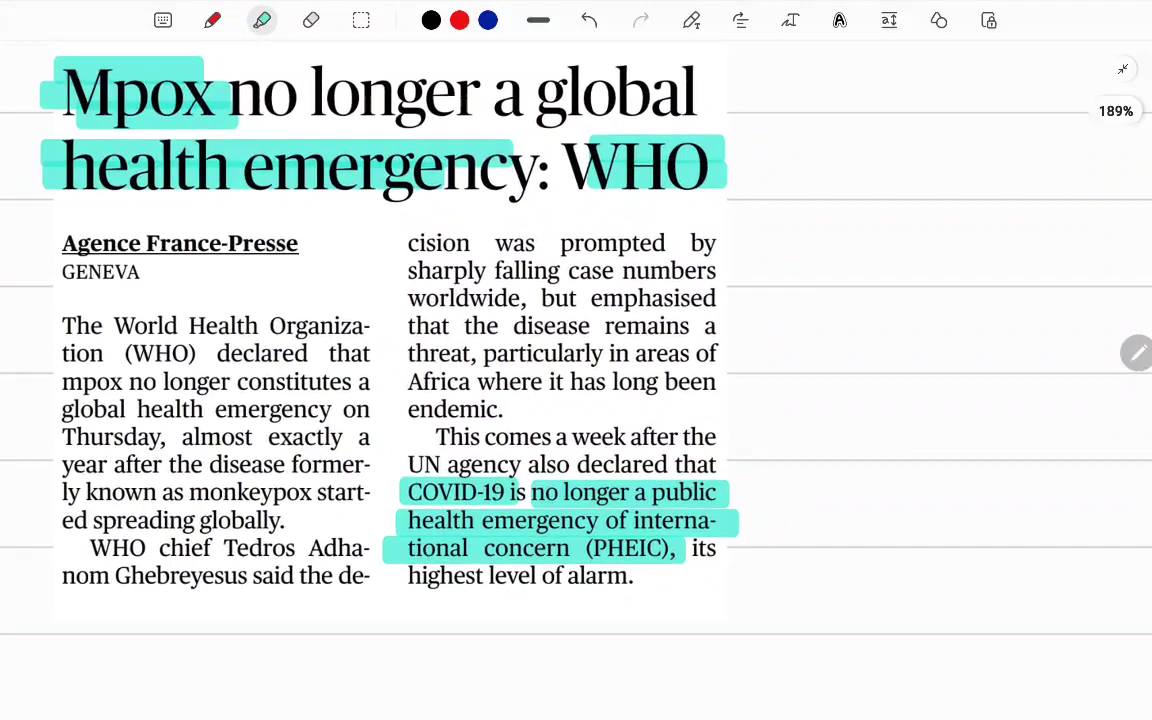 Mpox no longer a global
health emergency: WHO
189%
Agence France-Presse
GENEVA
The World Health Organiza-
tion (WHO) declared that
mpox no longer constitutes a
global health emergency on
Thursday, almost exactly a
year after the disease former-
ly known as monkeypox start-
ed spreading globally.
WHO chief Tedros Adha-
nom Ghebreyesus said the de-
cision was prompted by
sharply falling case numbers
worldwide, but emphasised
that the disease remains a
threat, particularly in areas of
Africa where it has long been
endemic.
This comes a week after the
UN agency also declared that
COVID-19 is no longer a public
health emergency of interna-
tional concern (PHEIC), its
highest level of alarm.